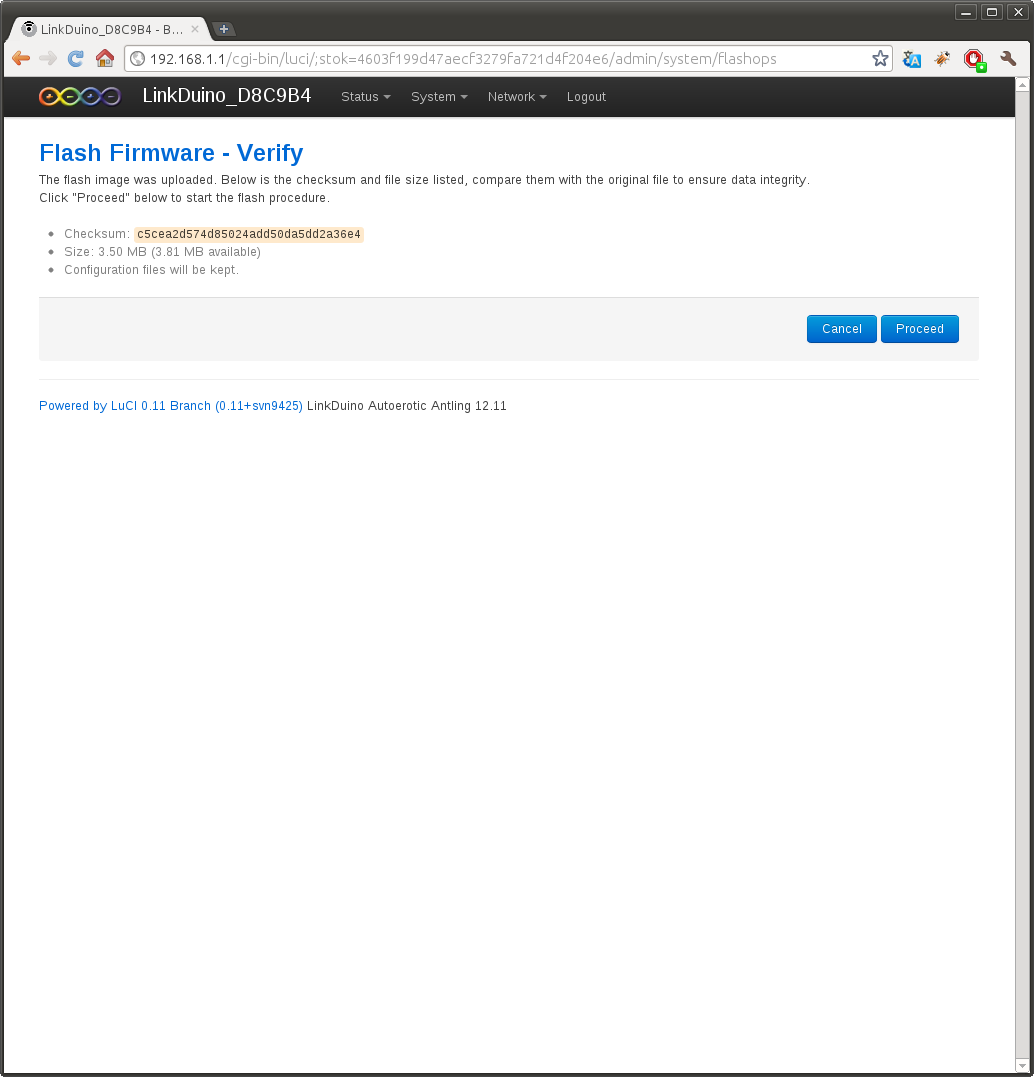 LinkDuino_D8C9B4 - B...
192.168.1.1/cgi-bin/luci/;stok=4603f199d47aecf3279fa721d4f204e6/admin/system/flashops
LinkDuino_D8C9B4 Status System Network Logout
Flash Firmware - Verify
The flash image was uploaded. Below is the checksum and file size listed, compare them with the original file to ensure data integrity.
Click "Proceed" below to start the flash procedure.
Checksum: c5cea2d574d85024add50da5dd2a36e4
Size: 3.50 MB (3.81 MB available)
Configuration files will be kept.
Cancel Proceed
Powered by LuCI 0.11 Branch (0.11+svn9425) LinkDuino Autoerotic Antling 12.11